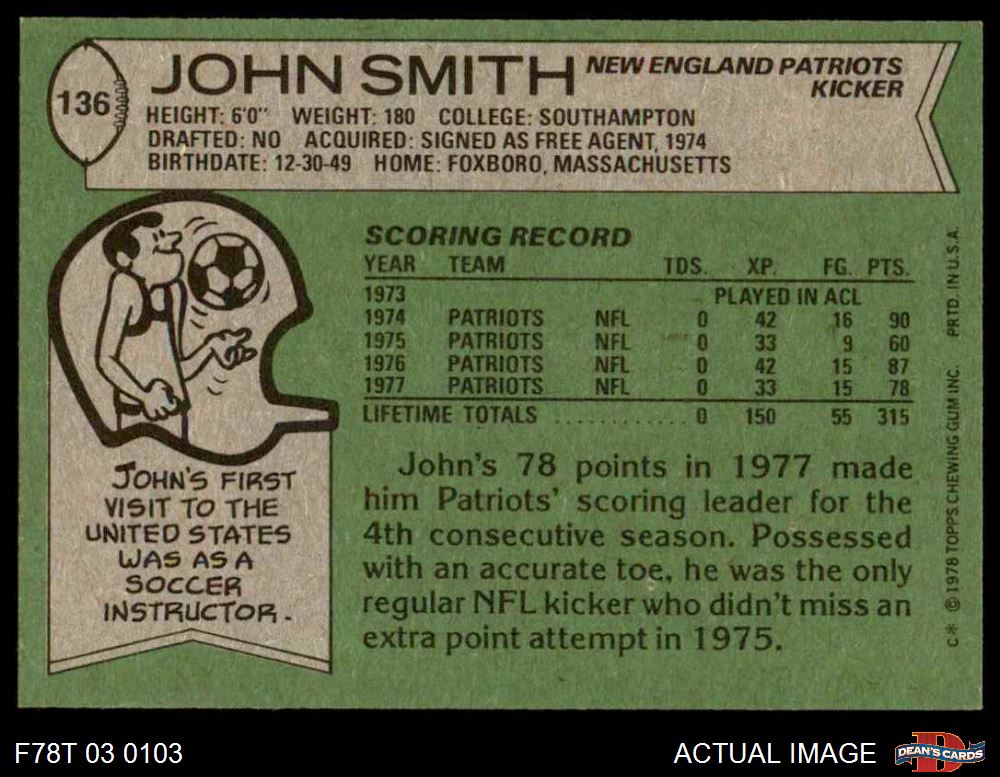 136
JOHN SMITH
NEW ENGLAND PATRIOTS
KICKER
HEIGHT: 6'0" WEIGHT: 180 COLLEGE: SOUTHAMPTON
DRAFTED: NO ACQUIRED: SIGNED AS FREE AGENT, 1974
BIRTHDATE: 12-30-49 HOME: FOXBORO, MASSACHUSETTS
SCORING RECORD
YEAR TEAM TDS. XP. FG. PTS.
1973 PLAYED IN ACL
1974 PATRIOTS NFL 0 42 16 90
1975 PATRIOTS NFL 0 33 9 60
1976 PATRIOTS NFL 0 42 15 87
1977 PATRIOTS NFL 0 33 15 78
LIFETIME TOTALS ............ 0 150 55 315
JOHN'S FIRST
VISIT TO THE
UNITED STATES
WAS AS A
SOCCER
INSTRUCTOR.
John's 78 points in 1977 made
him Patriots' scoring leader for the
4th consecutive season. Possessed
with an accurate toe, he was the only
regular NFL kicker who didn't miss an
extra point attempt in 1975.
C* © 1978 TOPPS CHEWING GUM INC. PRTD. IN U.S.A.
F78T 03 0103
ACTUAL IMAGE
DEAN'S CARDS